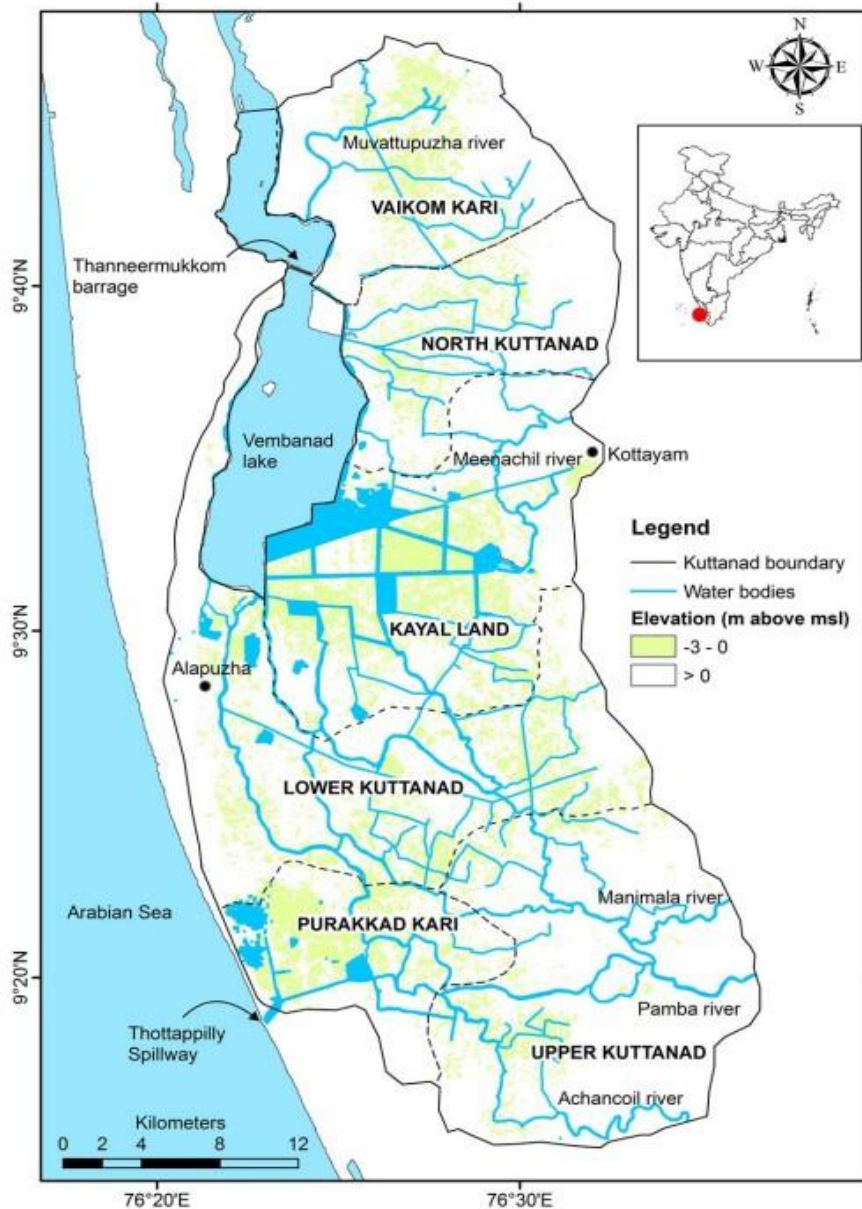 N
W
E
S
Muvattupuzha river
VAIKOM KARI
Thanneermukkom
barrage
9°40'N
NORTH KUTTANAD
Vembanad
lake
Meenachil river
Kottayam
Legend
Kuttanad boundary
Water bodies
Elevation (m above msl)
-3 - 0
> 0
9°30'N
KAYAL LAND
Alapuzha
LOWER KUTTANAD
Manimala river
Arabian Sea
PURAKKAD KARI
9°20'N
Pamba river
Thottappilly
Spillway
UPPER KUTTANAD
Achancoil river
Kilometers
0 2 4 8 12
76°20'E
76°30'E